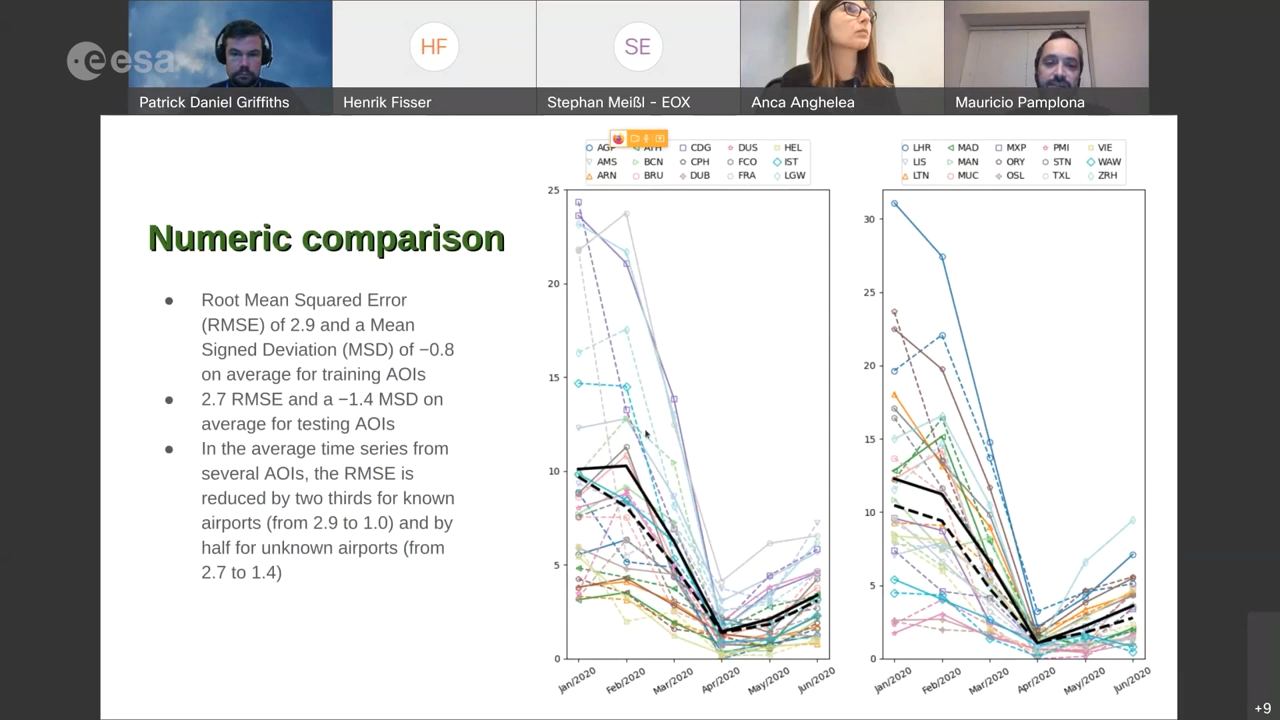 esa
HF
SE
Patrick Daniel Griffiths
Henrik Fisser
Stephan Meißl - EOX
Anca Anghelea
Mauricio Pamplona
Numeric comparison
● Root Mean Squared Error
(RMSE) of 2.9 and a Mean
Signed Deviation (MSD) of −0.8
on average for training AOIs
● 2.7 RMSE and a −1.4 MSD on
average for testing AOIs
● In the average time series from
several AOIs, the RMSE is
reduced by two thirds for known
airports (from 2.9 to 1.0) and by
half for unknown airports (from
2.7 to 1.4)
AGP ATH CDG DUS HEL
AMS BCN CPH FCO IST
ARN BRU DUB FRA LGW
25
20
15
10
5
0
Jan/2020 Feb/2020 Mar/2020 Apr/2020 May/2020 Jun/2020
LHR MAD MXP PMI VIE
LIS MAN ORY STN WAW
LTN MUC OSL TXL ZRH
30
25
20
15
10
5
0
Jan/2020 Feb/2020 Mar/2020 Apr/2020 May/2020 Jun/2020
+9